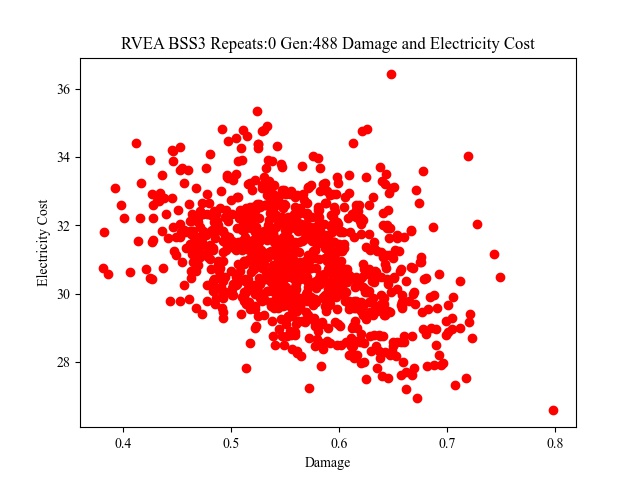 RVEA BSS3 Repeats:0 Gen:488 Damage and Electricity Cost
36
34
32
30
28
Electricity Cost
0.4 0.5 0.6 0.7 0.8
Damage